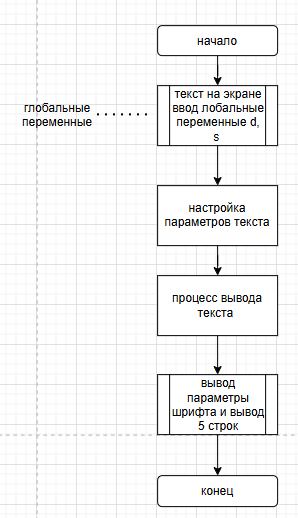 начало
текст на экране
ввод лобальные
переменные d,
s
глобальные
переменные
настройка
параметров текста
процесс вывода
текста
вывод
параметры
шрифта и вывод
5 строк
конец